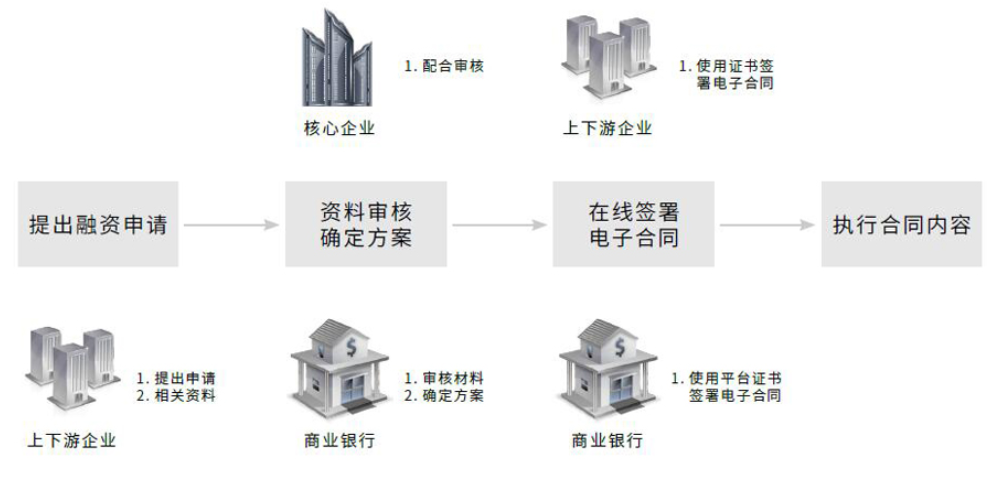 1. 配合审核
1. 使用证书签
署电子合同
核心企业
上下游企业
提出融资申请
资料审核
确定方案
在线签署
电子合同
执行合同内容
1. 提出申请
2. 相关资料
1. 审核材料
2. 确定方案
1. 使用平台证书
签署电子合同
上下游企业
商业银行
商业银行